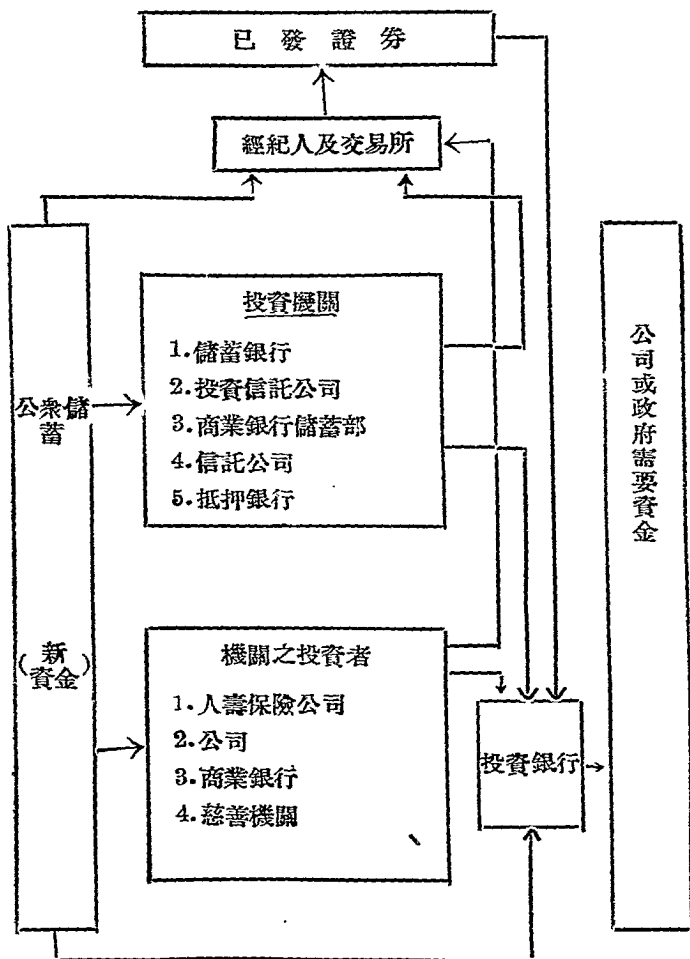 已發證券
經紀人及交易所
投資機關
1.儲蓄銀行
2.投資信託公司
3.商業銀行儲蓄部
4.信託公司
5.抵押銀行
公衆儲
蓄
(新
資金)
機關之投資者
1.人壽保險公司
2.公司
3.商業銀行
4.慈善機關
投資銀行
公司或政府需要資金